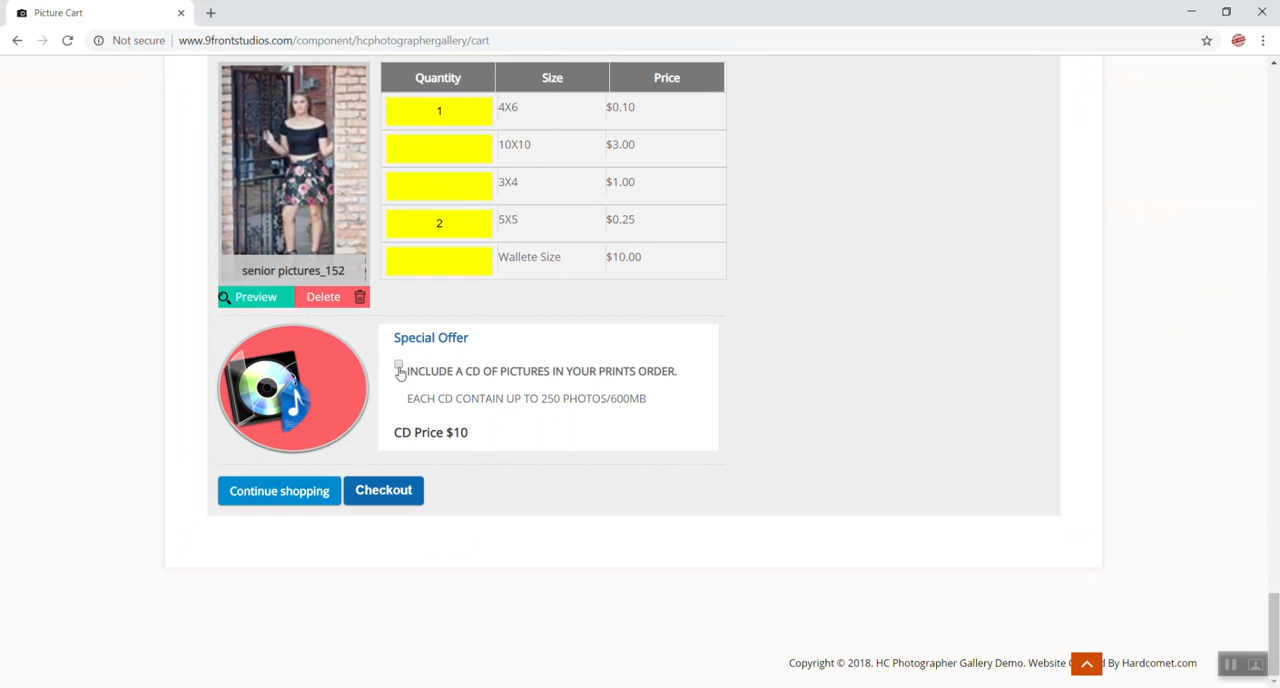 Picture Cart
Not secure
www.9frontstudios.com/component/hcphotographergallery/cart
Quantity Size Price
1 4X6 $0.10
10X10 $3.00
3X4 $1.00
2 5X5 $0.25
Wallete Size $10.00
senior pictures_152
Preview Delete
Special Offer
INCLUDE A CD OF PICTURES IN YOUR PRINTS ORDER.
EACH CD CONTAIN UP TO 250 PHOTOS/600MB
CD Price $10
Continue shopping Checkout
Copyright © 2018. HC Photographer Gallery Demo. Website By Hardcomet.com